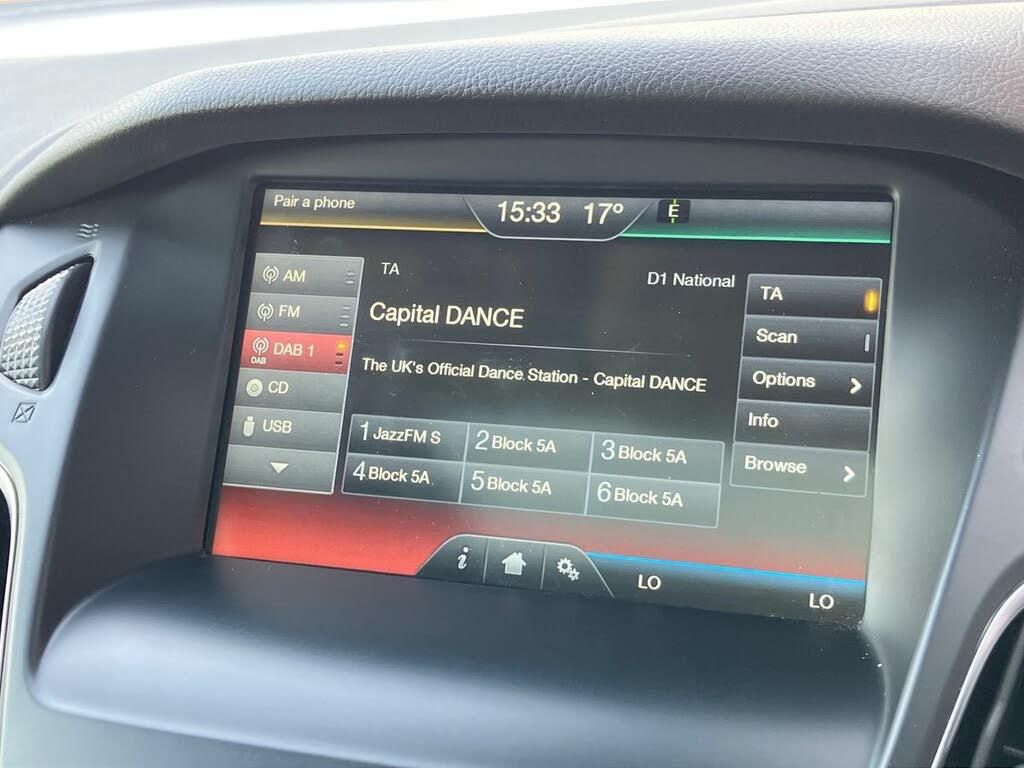 Pair a phone
15:33 17° E
AM
FM
DAB DAB 1
CD
USB
TA
D1 National
Capital DANCE
The UK's Official Dance Station - Capital DANCE
1 JazzFM S
2 Block 5A
3 Block 5A
4 Block 5A
5 Block 5A
6 Block 5A
TA
Scan
Options
Info
Browse
i
LO
LO